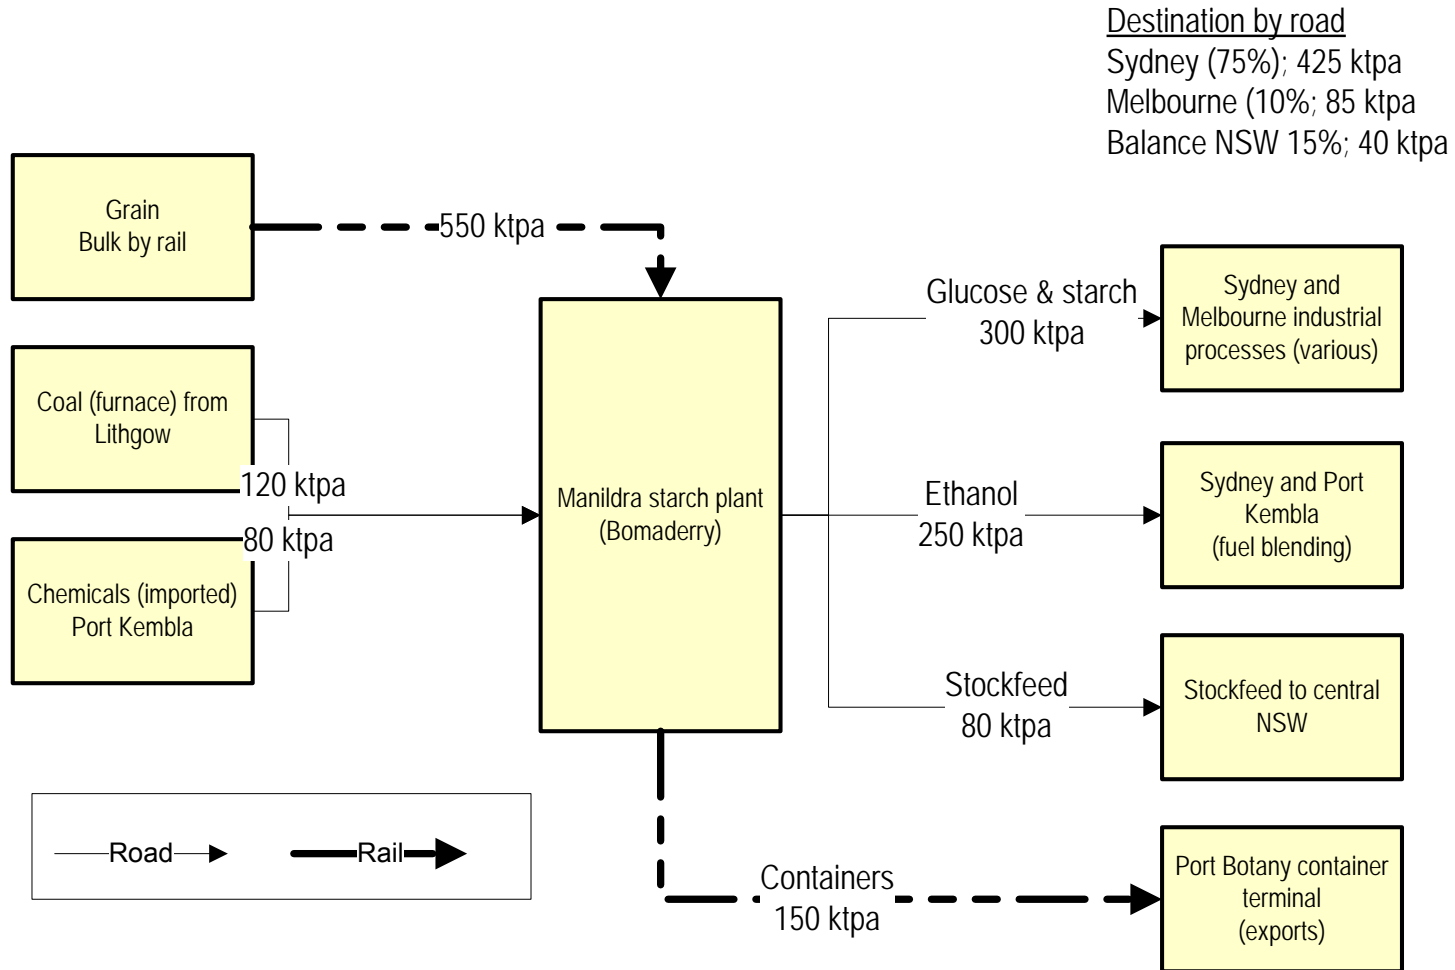 Destination by road
Sydney (75%); 425 ktpa
Melbourne (10%; 85 ktpa
Balance NSW 15%; 40 ktpa
Grain
Bulk by rail
550 ktpa
Coal (furnace) from
Lithgow
120 ktpa
80 ktpa
Chemicals (imported)
Port Kembla
Manildra starch plant
(Bomaderry)
Glucose & starch
300 ktpa
Sydney and
Melbourne industrial
processes (various)
Ethanol
250 ktpa
Sydney and Port
Kembla
(fuel blending)
Stockfeed
80 ktpa
Stockfeed to central
NSW
Containers
150 ktpa
Port Botany container
terminal
(exports)
Road
Rail